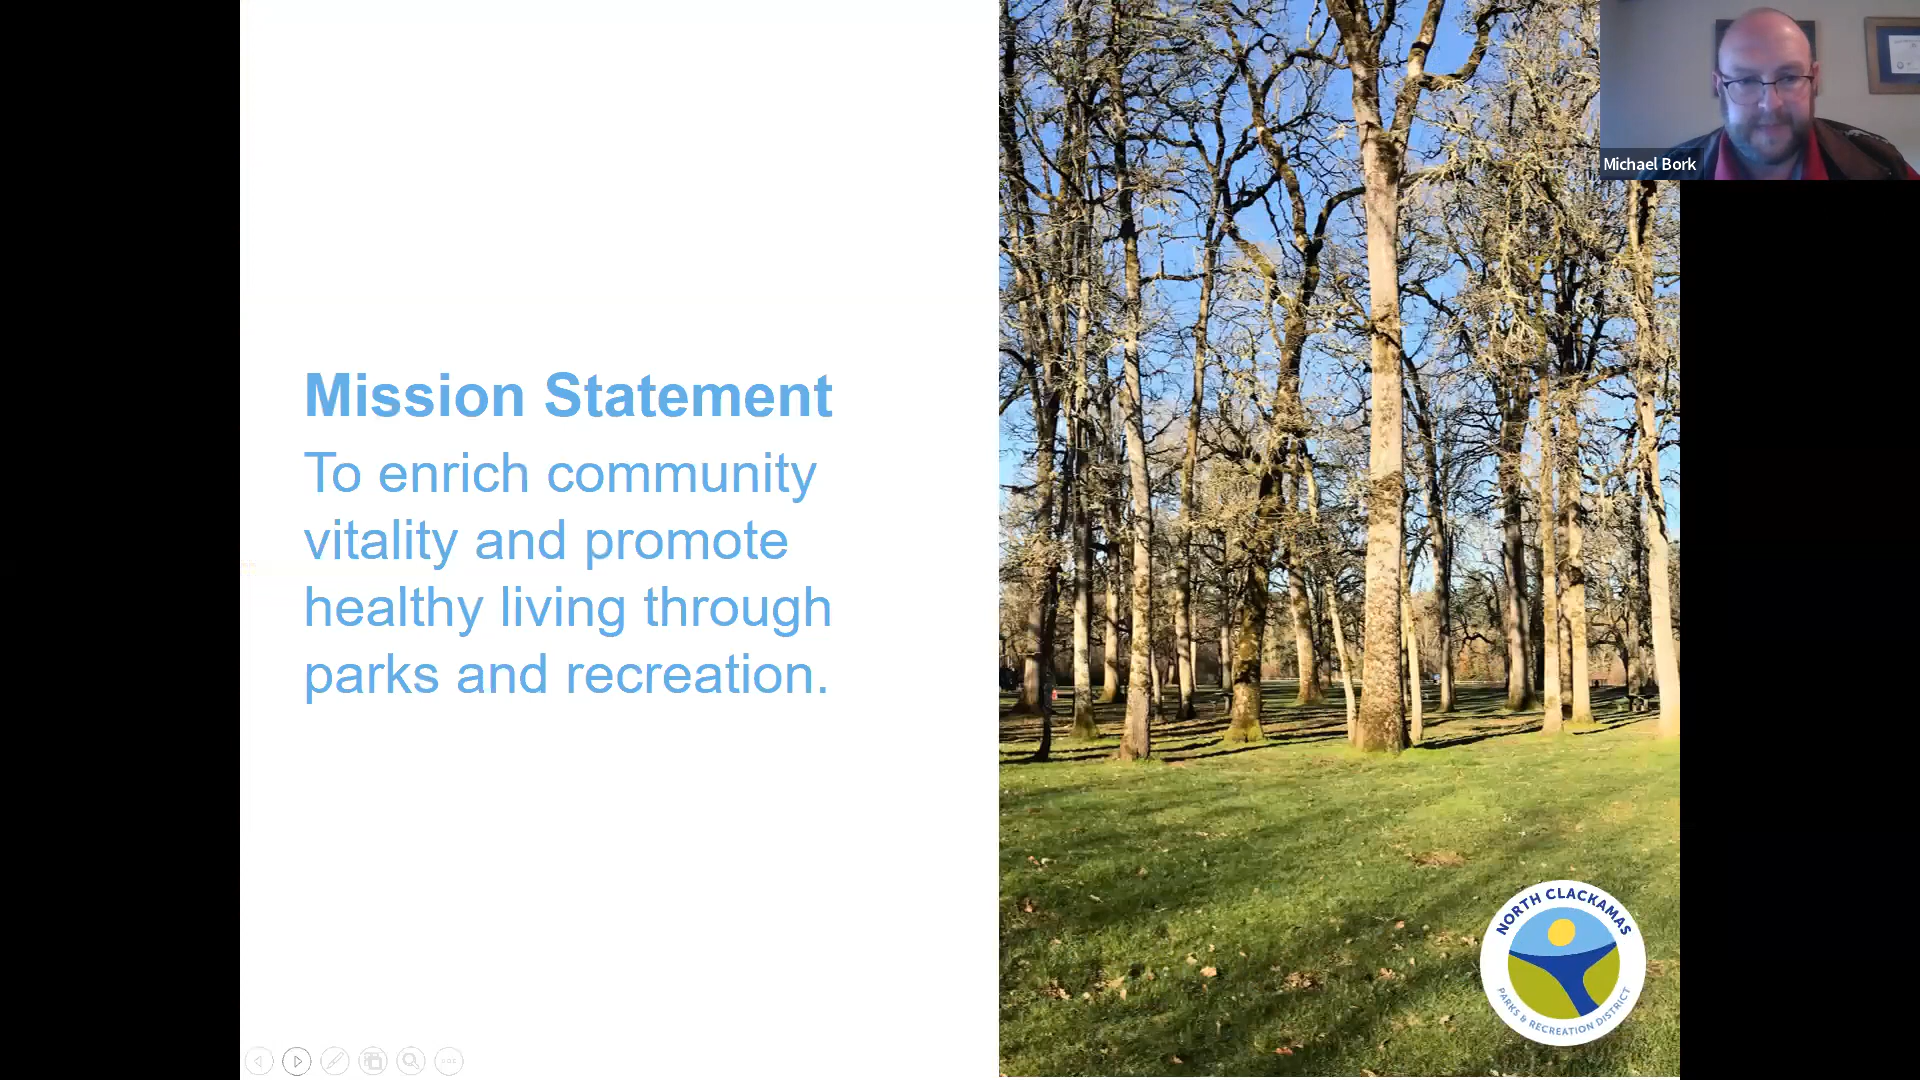 Mission Statement
To enrich community
vitality and promote
healthy living through
parks and recreation.
Michael Bork
NORTH CLACKAMAS
PARKS & RECREATION DISTRICT